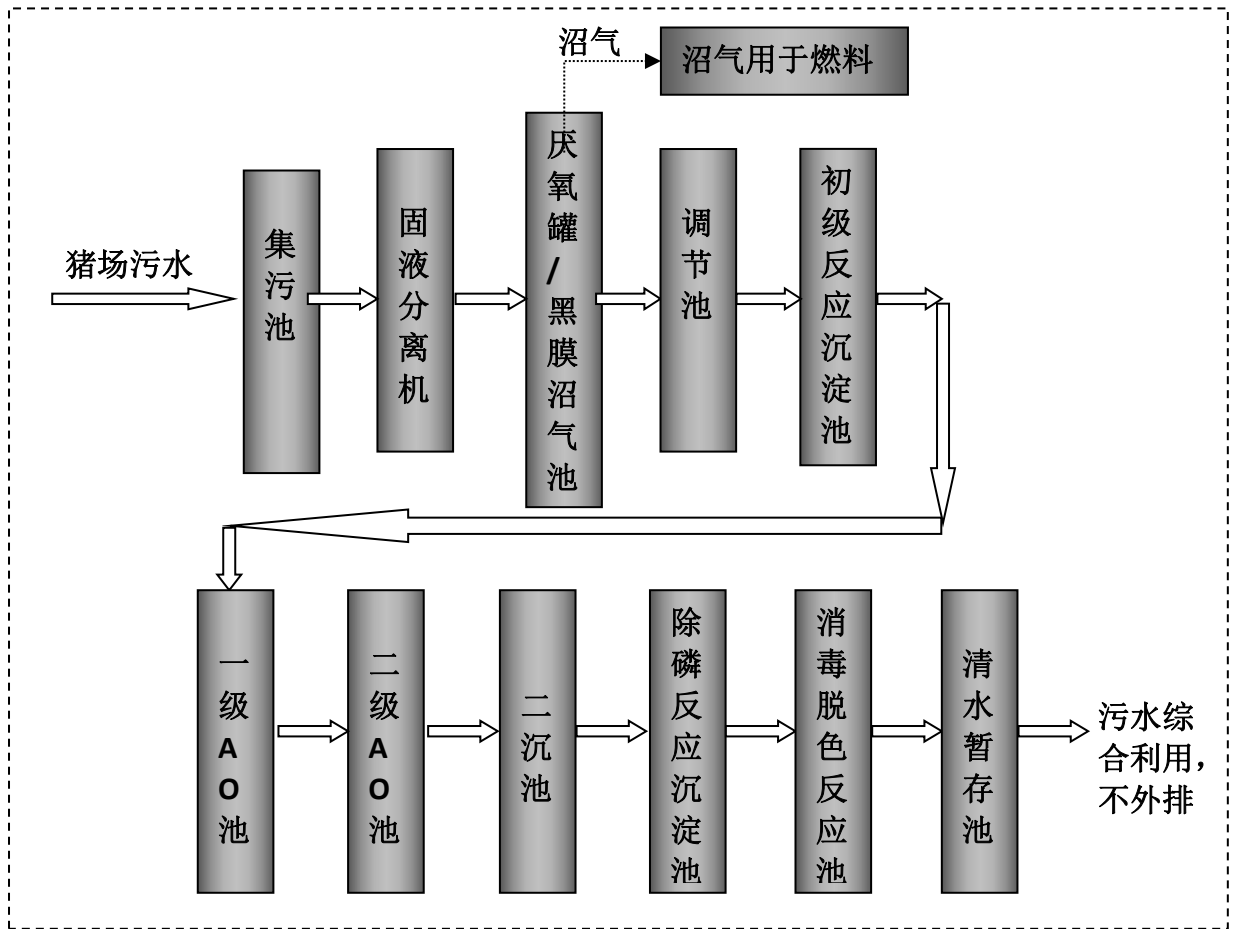 沼气
沼气用于燃料
猪场污水
集污池
固液分离机
厌氧罐/黑膜沼气池
调节池
初级反应沉淀池
一级AO池
二级AO池
二沉池
除磷反应沉淀池
消毒脱色反应池
清水暂存池
污水综
合利用，
不外排